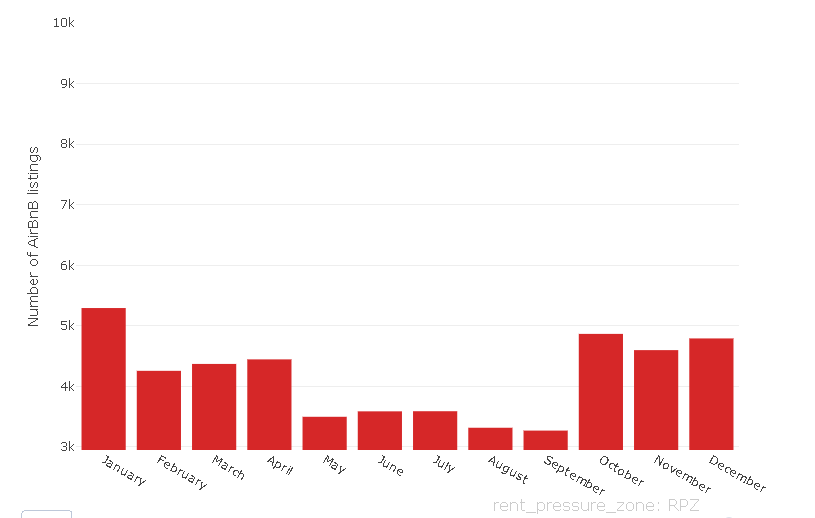 10k
9k
8k
7k
6k
5k
4k
3k
Number of AirBnB listings
January
February
March
April
May
June
July
August
September
October
November
December
rent_pressure_zone: RPZ